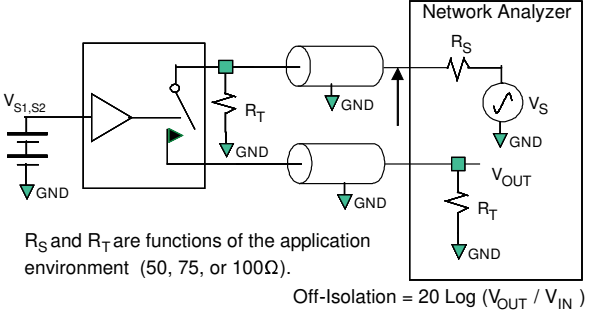 Network Analyzer
R_S
V_S1,S2
R_T
GND
V_S
GND
GND
V_OUT
GND
GND
R_T
GND
R_S and R_T are functions of the application
environment (50, 75, or 100Ω).
Off-Isolation = 20 Log (V_OUT / V_IN )